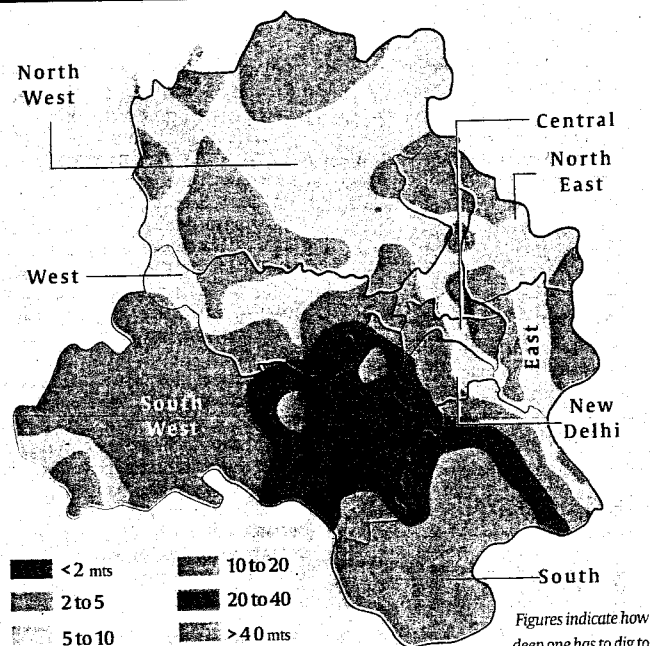 North
West
Central
North
East
West
East
South
West
New
Delhi
<2 mts
2 to 5
5 to 10
10 to 20
20 to 40
>40 mts
South
Figures indicate how
deep one has to dig to